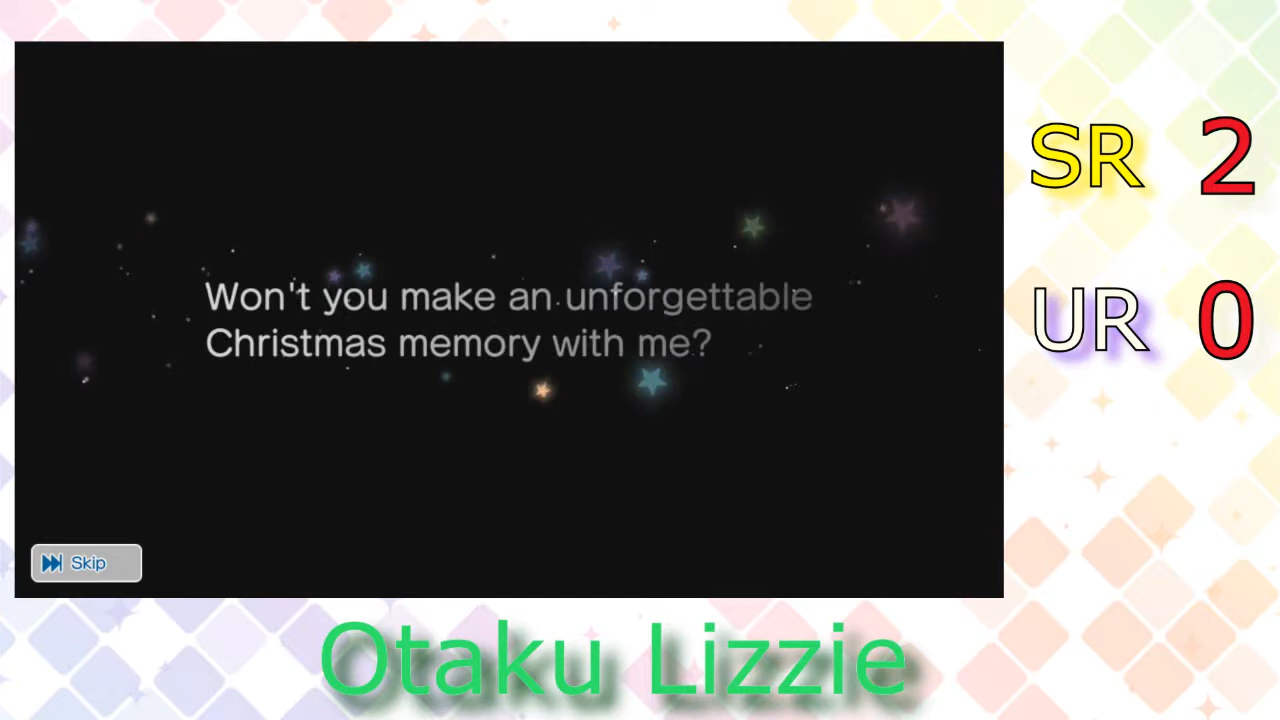 Won't you make an unforgettable
Christmas memory with me?
Skip
SR 2
UR 0
Otaku Lizzie